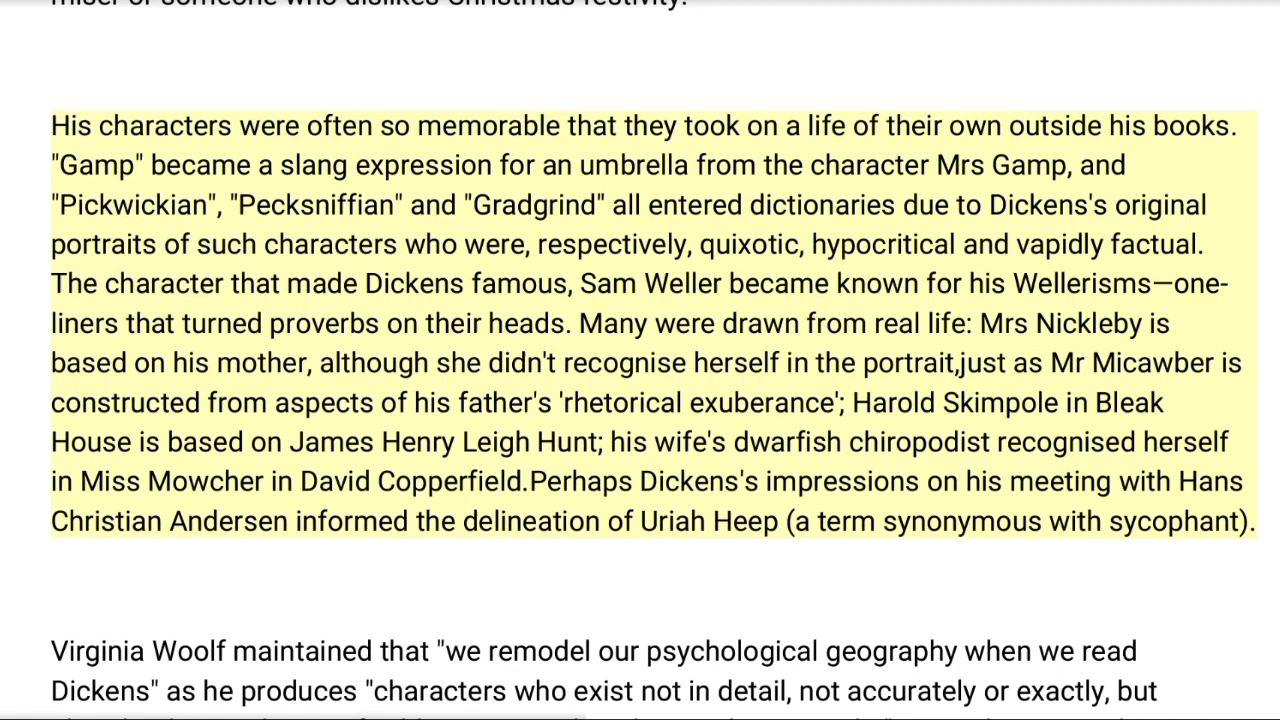 miser or someone who dislikes Christmas festivity.
His characters were often so memorable that they took on a life of their own outside his books.
"Gamp" became a slang expression for an umbrella from the character Mrs Gamp, and
"Pickwickian", "Pecksniffian" and "Gradgrind" all entered dictionaries due to Dickens's original
portraits of such characters who were, respectively, quixotic, hypocritical and vapidly factual.
The character that made Dickens famous, Sam Weller became known for his Wellerisms—one-
liners that turned proverbs on their heads. Many were drawn from real life: Mrs Nickleby is
based on his mother, although she didn't recognise herself in the portrait,just as Mr Micawber is
constructed from aspects of his father's 'rhetorical exuberance'; Harold Skimpole in Bleak
House is based on James Henry Leigh Hunt; his wife's dwarfish chiropodist recognised herself
in Miss Mowcher in David Copperfield.Perhaps Dickens's impressions on his meeting with Hans
Christian Andersen informed the delineation of Uriah Heep (a term synonymous with sycophant).
Virginia Woolf maintained that "we remodel our psychological geography when we read
Dickens" as he produces "characters who exist not in detail, not accurately or exactly, but